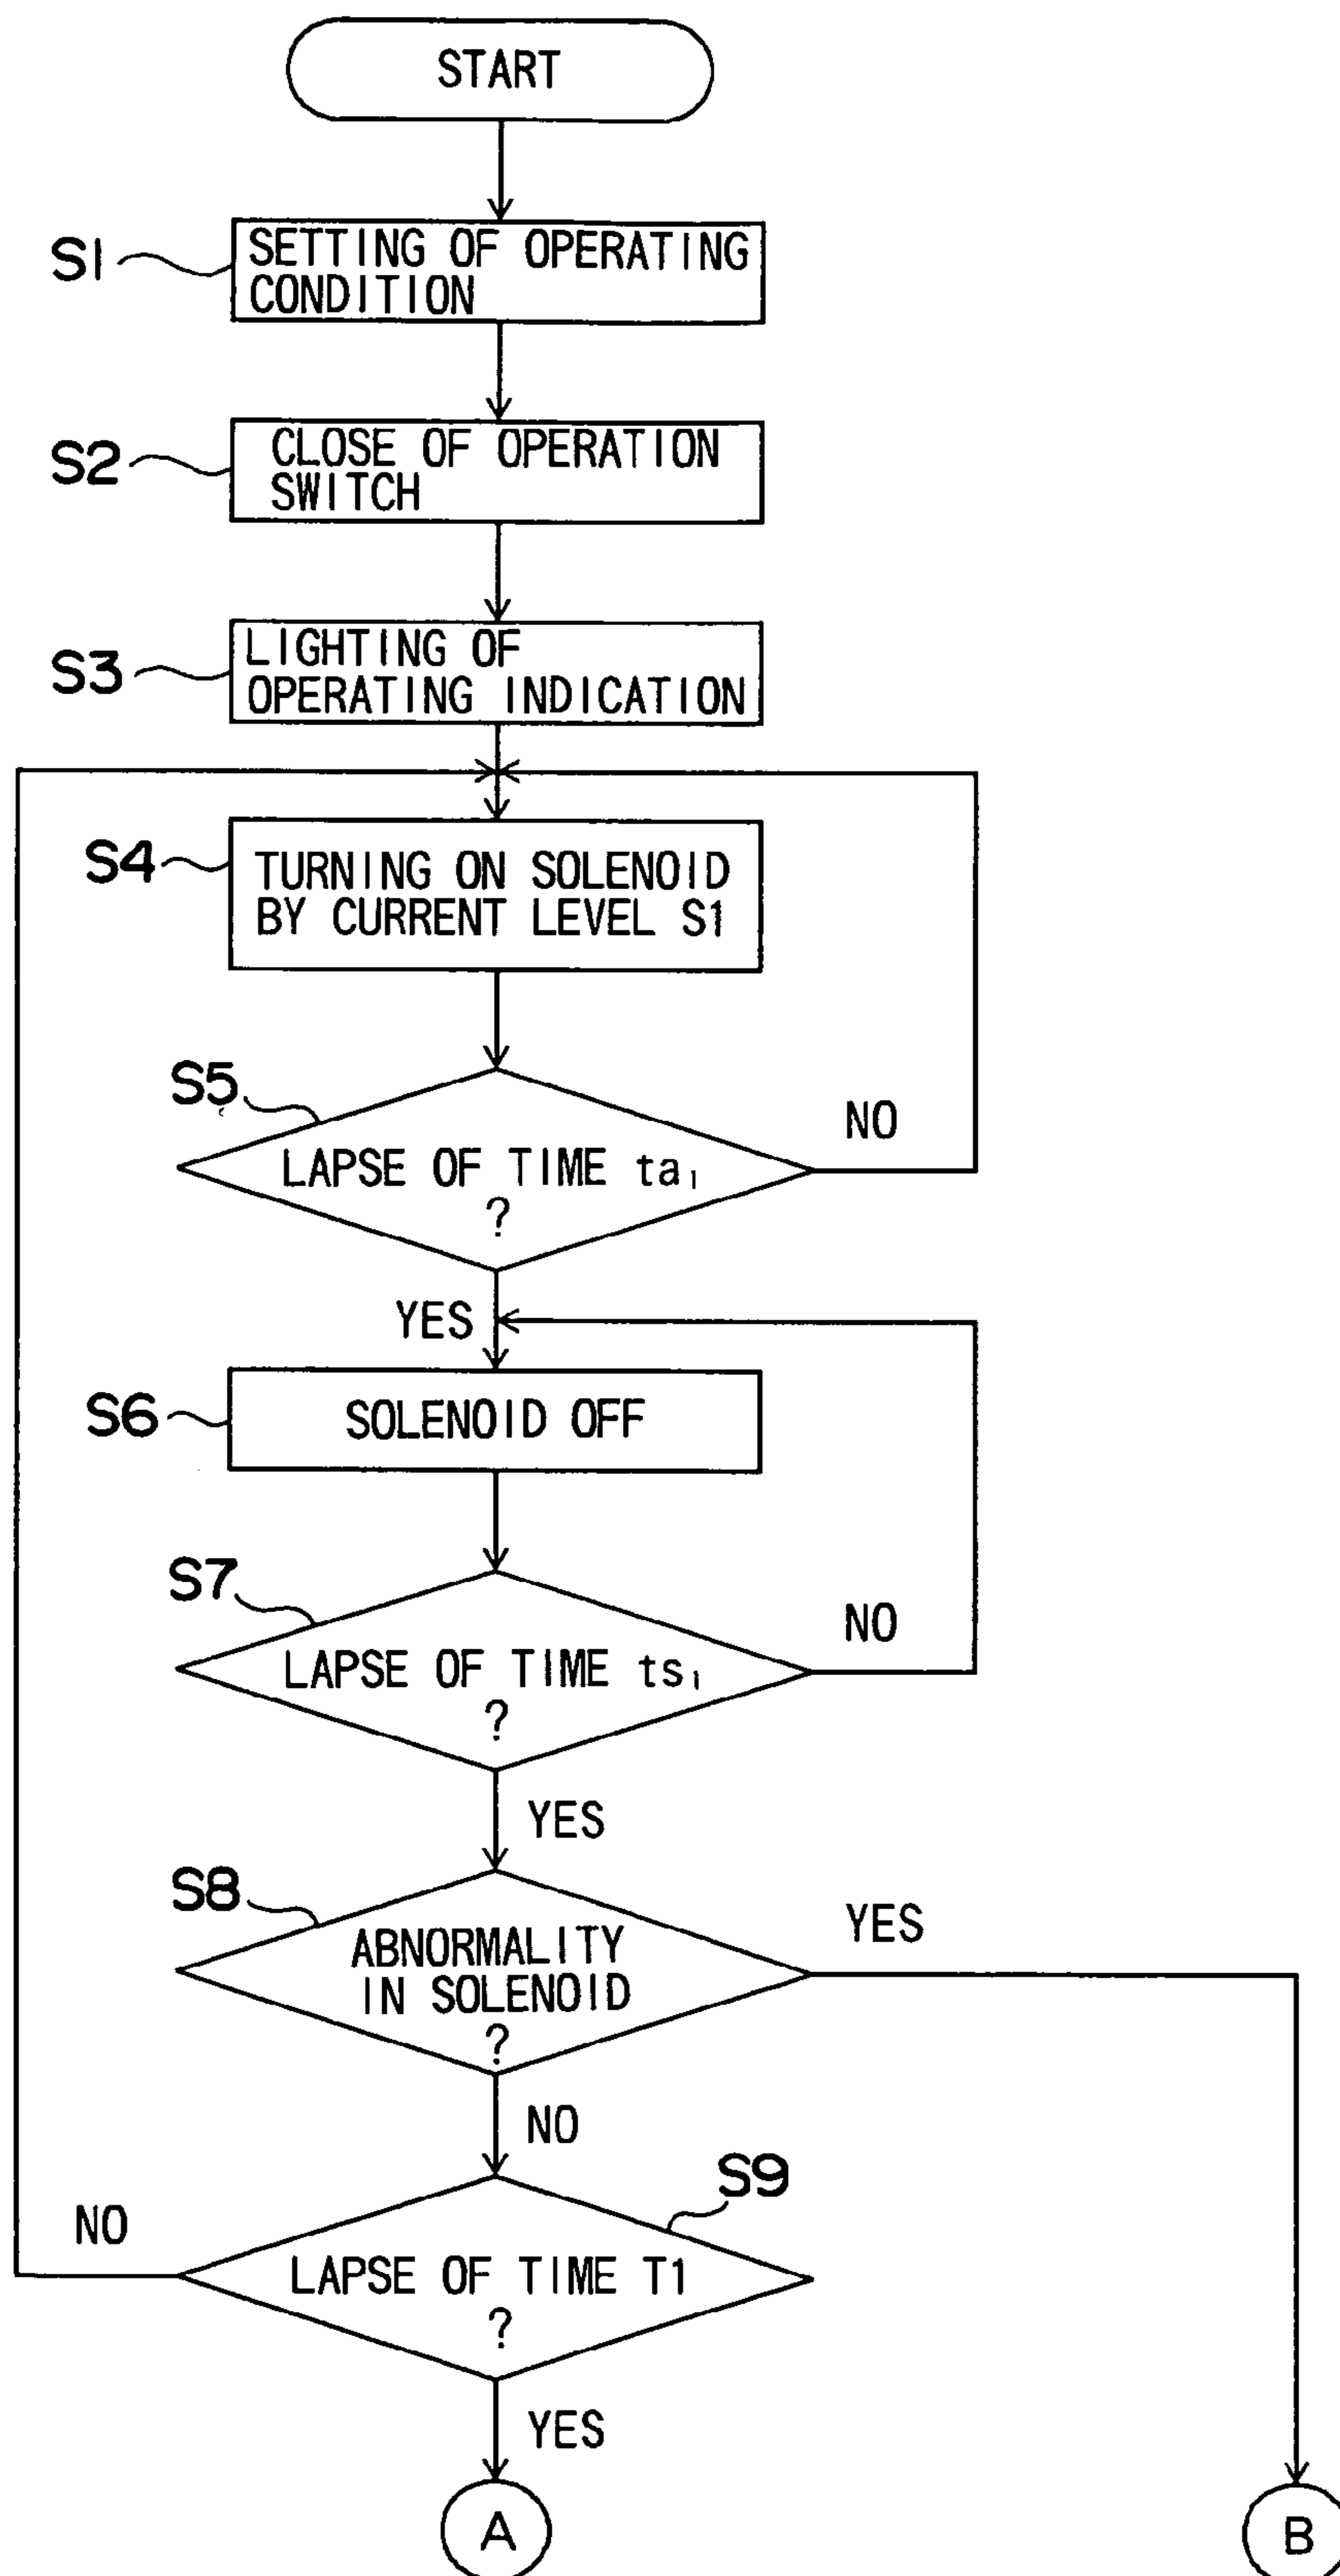 START
S1
SETTING OF OPERATING
CONDITION
S2
CLOSE OF OPERATION
SWITCH
S3
LIGHTING OF
OPERATING INDICATION
S4
TURNING ON SOLENOID
BY CURRENT LEVEL S1
S5
LAPSE OF TIME ta₁
?
NO
YES
S6
SOLENOID OFF
S7
LAPSE OF TIME ts₁
?
NO
YES
S8
ABNORMALITY
IN SOLENOID
?
YES
NO
S9
LAPSE OF TIME T1
?
NO
YES
A
B